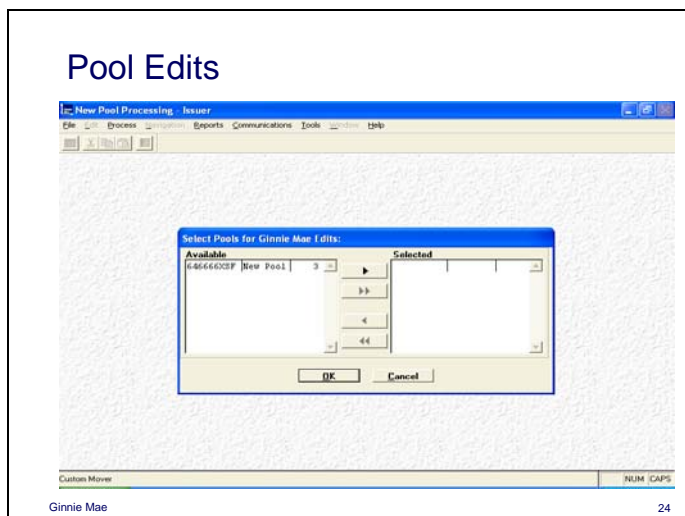 Pool Edits
New Pool Processing - Issuer
File Edit Process Navigation Reports Communications Tools Window Help
Select Pools for Ginnie Mae Edits:
Available Selected
646666XSF New Pool 3
OK Cancel
Custom Mover NUM CAPS
Ginnie Mae 24